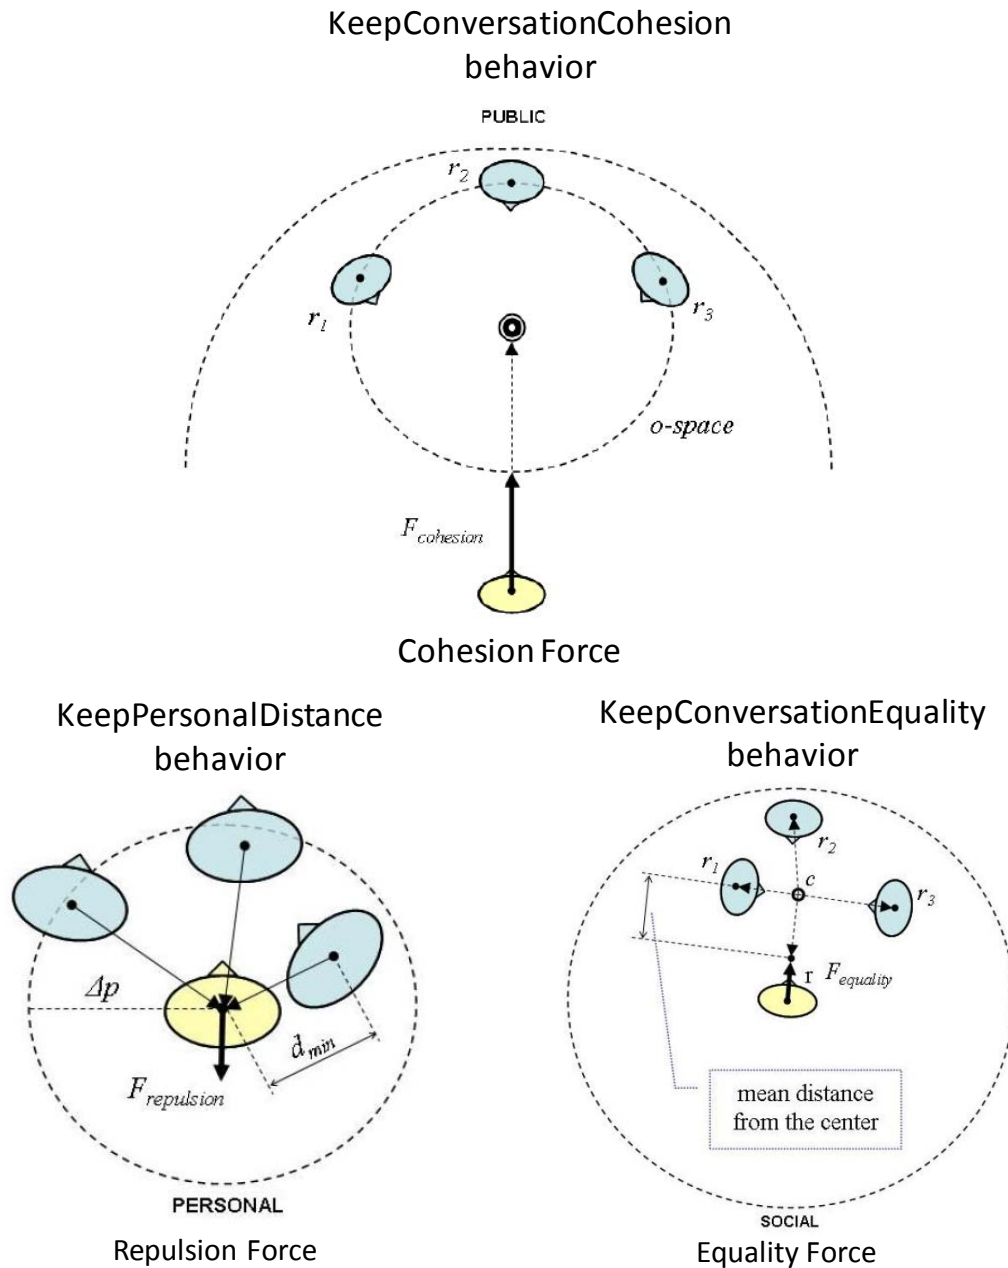 KeepConversationCohesion
behavior
PUBLIC
r2
r1
r3
o-space
Fcohesion
Cohesion Force
KeepPersonalDistance
behavior
Δp
dmin
Frepulsion
PERSONAL
Repulsion Force
KeepConversationEquality
behavior
r2
r1
c
r3
r
Fequality
mean distance
from the center
SOCIAL
Equality Force